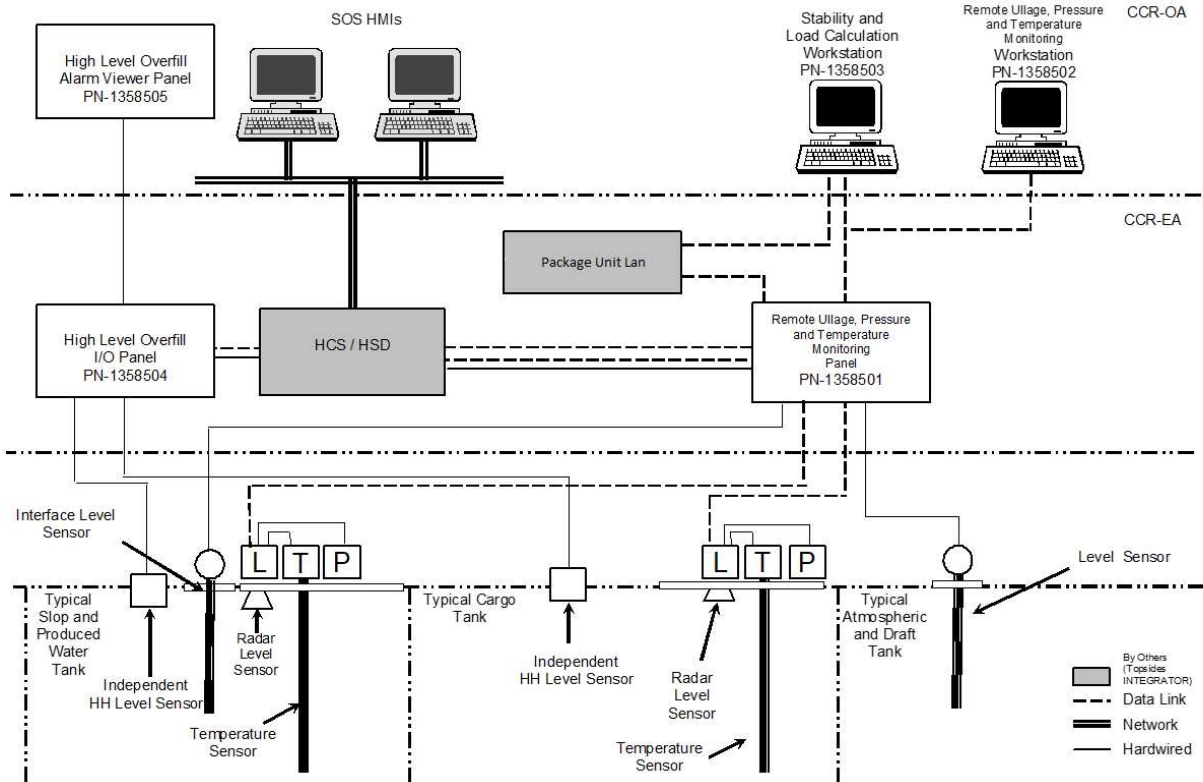 SOS HMIs
CCR-OA
High Level Overfill
Alarm Viewer Panel
PN-1358505
Stability and
Load Calculation
Workstation
PN-1358503
Remote Ullage, Pressure
and Temperature
Monitoring
Workstation
PN-1358502
CCR-EA
Package Unit Lan
High Level Overfill
I/O Panel
PN-1358504
HCS / HSD
Remote Ullage, Pressure
and Temperature
Monitoring
Panel
PN-1358501
Interface Level
Sensor
L T P
L T P
Level Sensor
Typical
Slop and
Produced
Water
Tank
Radar
Level
Sensor
Independent
HH Level Sensor
Temperature
Sensor
Typical Cargo
Tank
Independent
HH Level Sensor
Radar
Level
Sensor
Temperature
Sensor
Typical
Atmospheric
and Draft
Tank
By Others
(Topsides
INTEGRATOR)
Data Link
Network
Hardwired